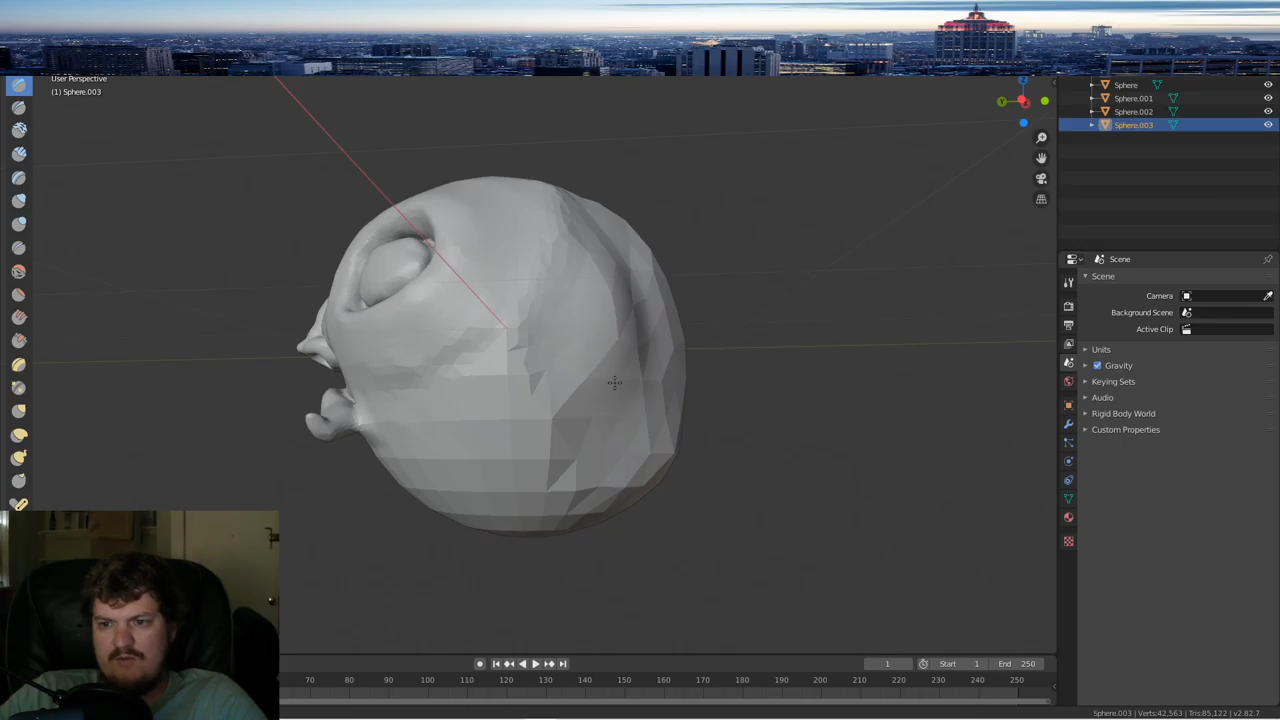 User Perspective
(1) Sphere.003
Sphere
Sphere.001
Sphere.002
Sphere.003
Z
Y
X
Scene
Scene
Camera
Background Scene
Active Clip
Units
Gravity
Keying Sets
Audio
Rigid Body World
Custom Properties
1
Start 1
End 250
70 80 90 100 110 120 130 140 150 160 170 180 190 200 210 220 230 240 250
Sphere.003 | Verts:42,563 | Tris:85,122 | v2.82.7